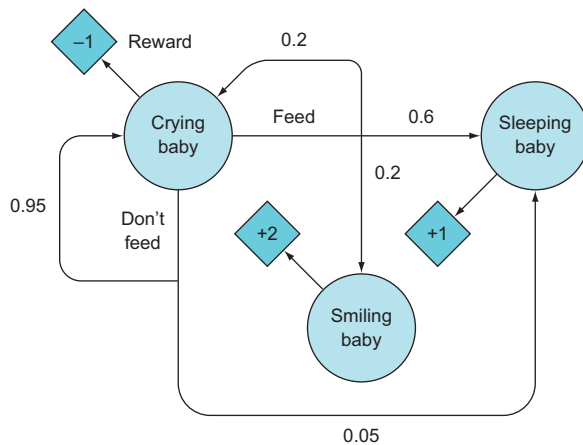 –1
Reward
0.2
Crying
baby
Feed
0.6
Sleeping
baby
0.2
0.95
Don't
feed
+2
+1
Smiling
baby
0.05